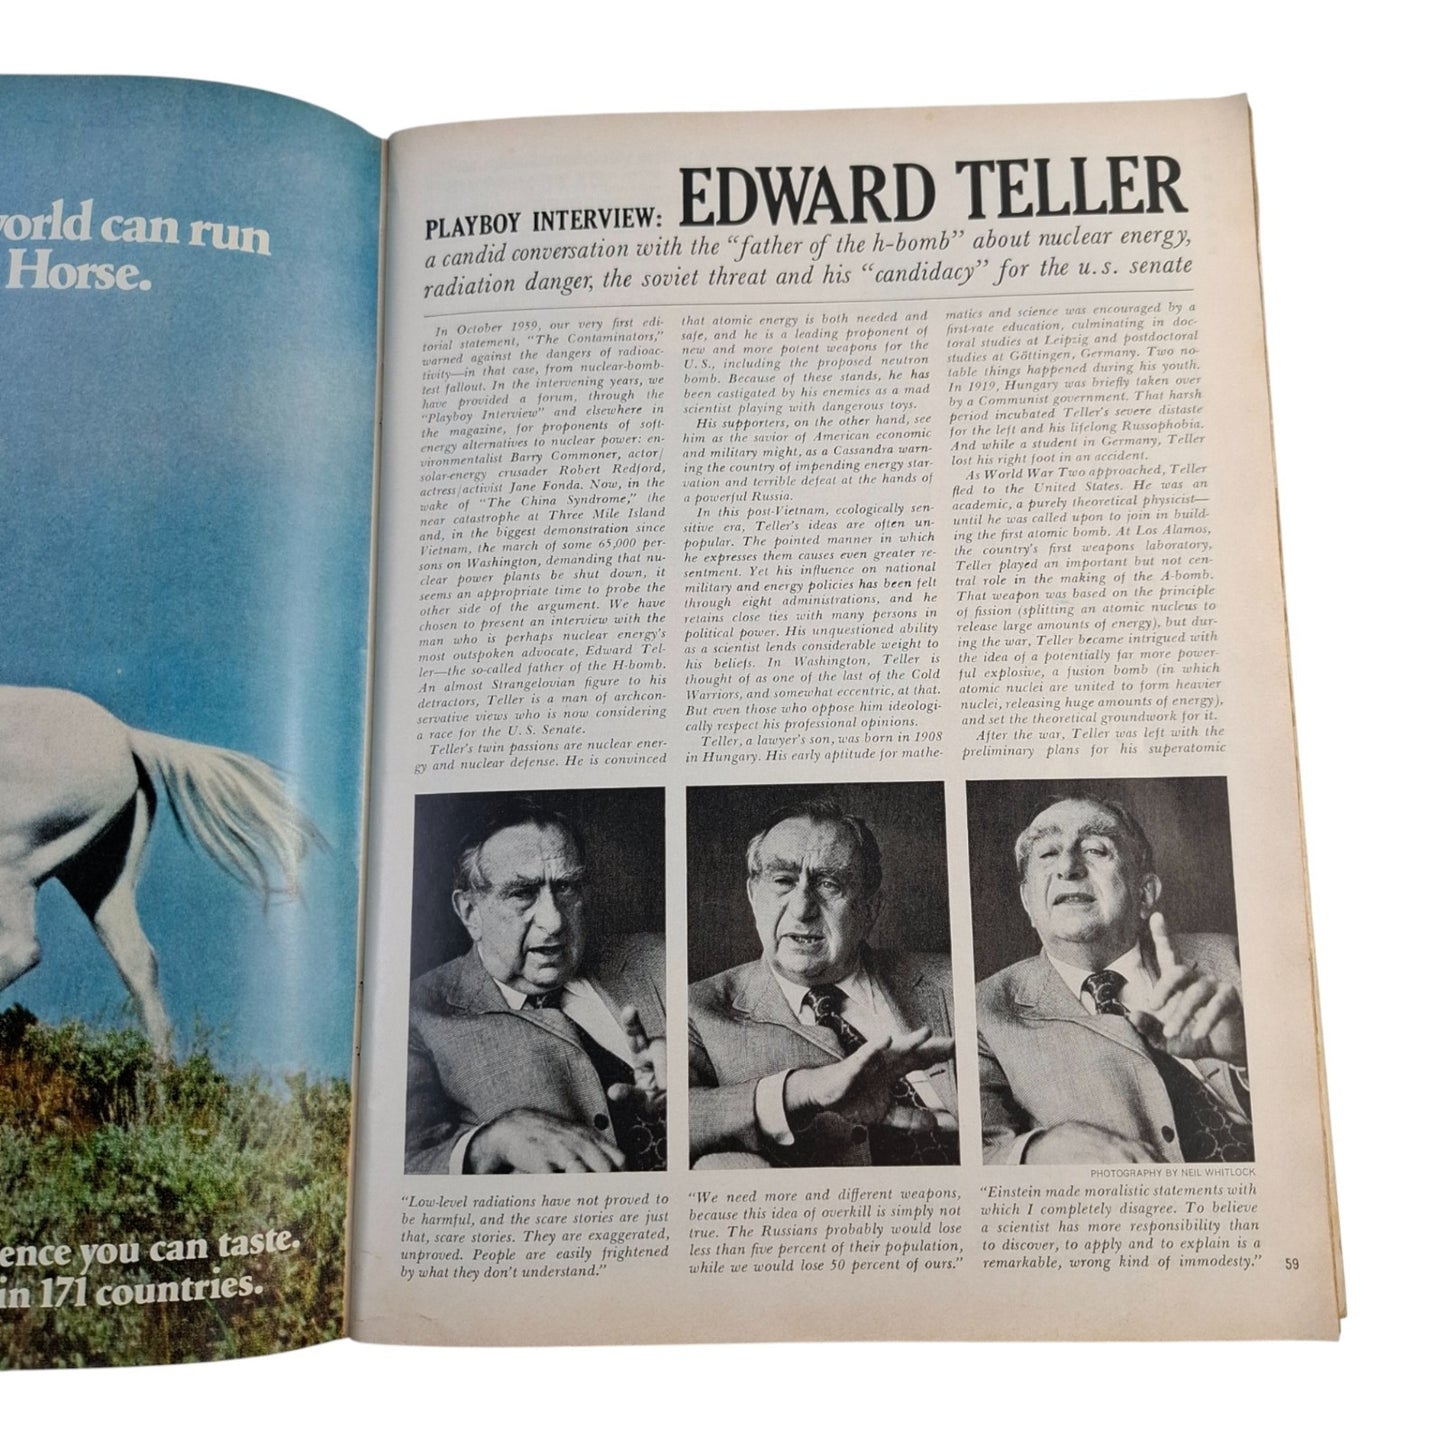 world can run
Horse.
ence you can taste.
in 171 countries.
PLAYBOY INTERVIEW: EDWARD TELLER
a candid conversation with the “father of the h-bomb” about nuclear energy,
radiation danger, the soviet threat and his “candidacy” for the u.s. senate
In October 1959, our very first edi-
torial statement, “The Contaminators,”
warned against the dangers of radioac-
tivity—in that case, from nuclear-bomb-
test fallout. In the intervening years, we
have provided a forum, through the
“Playboy Interview” and elsewhere in
the magazine, for proponents of soft-
energy alternatives to nuclear power: en-
vironmentalist Barry Commoner, actor/
solar-energy crusader Robert Redford,
actress/activist Jane Fonda. Now, in the
wake of “The China Syndrome,” the
near catastrophe at Three Mile Island
and, in the biggest demonstration since
Vietnam, the march of some 65,000 per-
sons on Washington, demanding that nu-
clear power plants be shut down, it
seems an appropriate time to probe the
other side of the argument. We have
chosen to present an interview with the
man who is perhaps nuclear energy's
most outspoken advocate, Edward Tel-
ler—the so-called father of the H-bomb.
An almost Strangelovian figure to his
detractors, Teller is a man of archcon-
servative views who is now considering
a race for the U. S. Senate.
Teller's twin passions are nuclear ener-
gy and nuclear defense. He is convinced
that atomic energy is both needed and
safe, and he is a leading proponent of
new and more potent weapons for the
U. S., including the proposed neutron
bomb. Because of these stands, he has
been castigated by his enemies as a mad
scientist playing with dangerous toys.
His supporters, on the other hand, see
him as the savior of American economic
and military might, as a Cassandra warn-
ing the country of impending energy star-
vation and terrible defeat at the hands of
a powerful Russia.
In this post-Vietnam, ecologically sen-
sitive era, Teller's ideas are often un-
popular. The pointed manner in which
he expresses them causes even greater re-
sentment. Yet his influence on national
military and energy policies has been felt
through eight administrations, and he
retains close ties with many persons in
political power. His unquestioned ability
as a scientist lends considerable weight to
his beliefs. In Washington, Teller is
thought of as one of the last of the Cold
Warriors, and somewhat eccentric, at that.
But even those who oppose him ideologi-
cally respect his professional opinions.
Teller, a lawyer's son, was born in 1908
in Hungary. His early aptitude for mathe-
matics and science was encouraged by a
first-rate education, culminating in doc-
toral studies at Leipzig and postdoctoral
studies at Göttingen, Germany. Two no-
table things happened during his youth.
In 1919, Hungary was briefly taken over
by a Communist government. That harsh
period incubated Teller's severe distaste
for the left and his lifelong Russophobia.
And while a student in Germany, Teller
lost his right foot in an accident.
As World War Two approached, Teller
fled to the United States. He was an
academic, a purely theoretical physicist—
until he was called upon to join in build-
ing the first atomic bomb. At Los Alamos,
the country's first weapons laboratory,
Teller played an important but not cen-
tral role in the making of the A-bomb.
That weapon was based on the principle
of fission (splitting an atomic nucleus to
release large amounts of energy), but dur-
ing the war, Teller became intrigued with
the idea of a potentially far more power-
ful explosive, a fusion bomb (in which
atomic nuclei are united to form heavier
nuclei, releasing huge amounts of energy),
and set the theoretical groundwork for it.
After the war, Teller was left with the
preliminary plans for his superatomic
PHOTOGRAPHY BY NEIL WHITLOCK
“Low-level radiations have not proved to
be harmful, and the scare stories are just
that, scare stories. They are exaggerated,
unproved. People are easily frightened
by what they don't understand.”
“We need more and different weapons,
because this idea of overkill is simply not
true. The Russians probably would lose
less than five percent of their population,
while we would lose 50 percent of ours.”
“Einstein made moralistic statements with
which I completely disagree. To believe
a scientist has more responsibility than
to discover, to apply and to explain is a
remarkable, wrong kind of immodesty.”
59